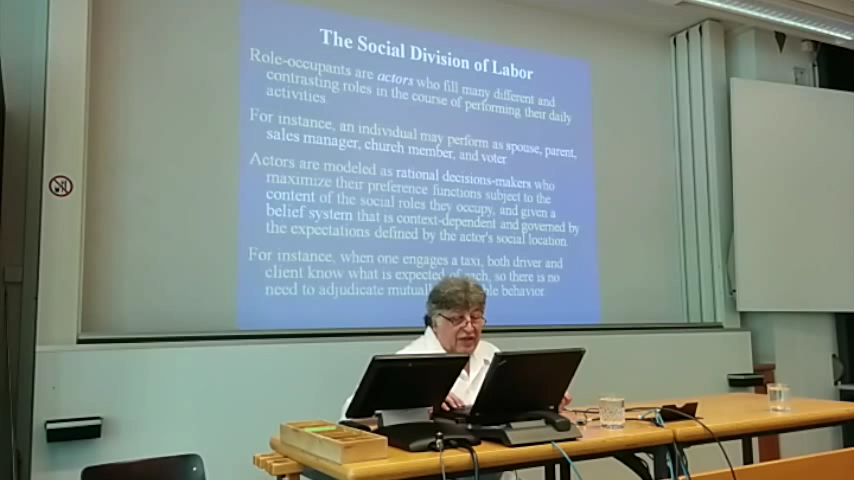 The Social Division of Labor
Role-occupants are actors who fill many different and
contrasting roles in the course of performing their daily
activities.
For instance, an individual may perform as spouse, parent,
sales manager, church member, and voter.
Actors are modeled as rational decisions-makers who
maximize their preference functions subject to the
content of the social roles they occupy, and given a
belief system that is context-dependent and governed by
the expectations defined by the actor's social location.
For instance, when one engages a taxi, both driver and
client know what is expected of each, so there is no
need to adjudicate behavior.